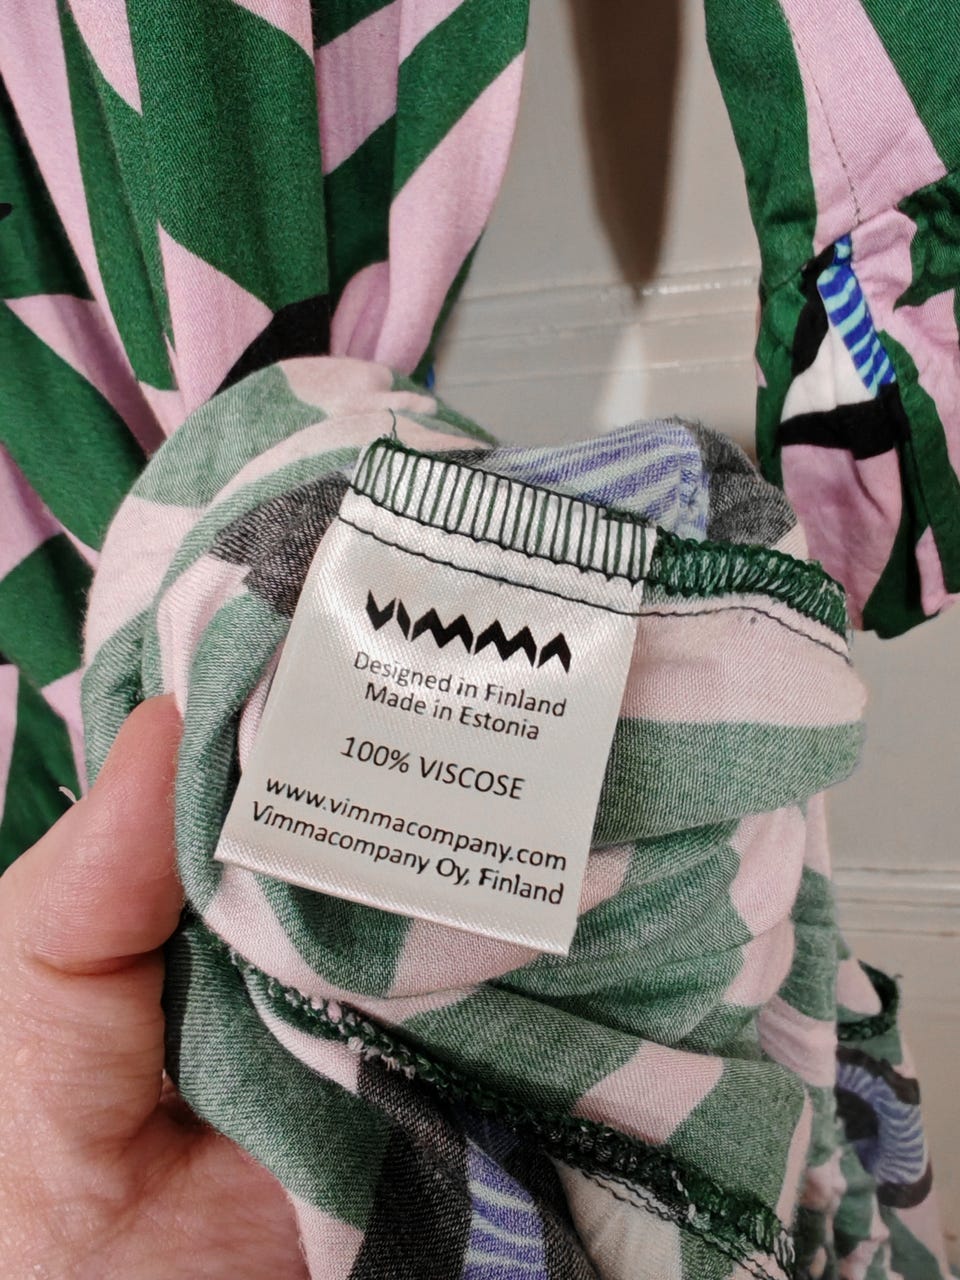 VIMMA
Designed in Finland
Made in Estonia
100% VISCOSE
www.vimmacompany.com
Vimmacompany Oy, Finland